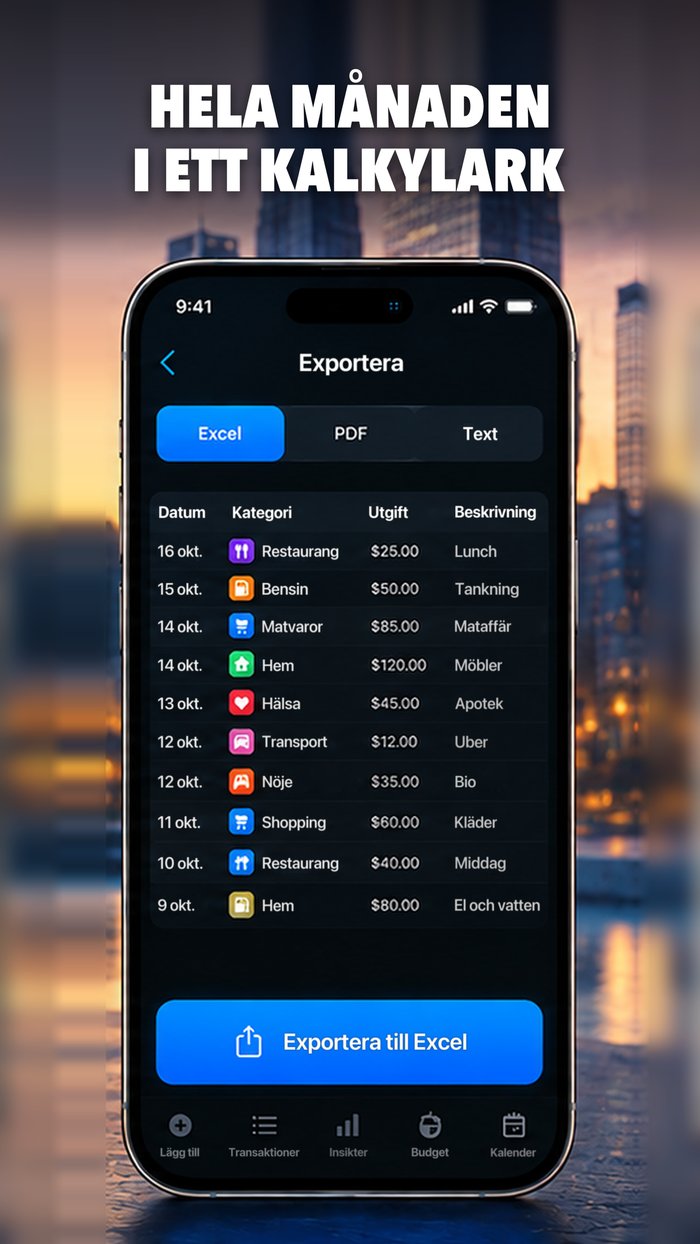 HELA MÅNADEN
I ETT KALKYLARK
9:41
Exportera
Excel PDF Text
Datum Kategori Utgift Beskrivning
16 okt. Restaurang $25.00 Lunch
15 okt. Bensin $50.00 Tankning
14 okt. Matvaror $85.00 Mataffär
14 okt. Hem $120.00 Möbler
13 okt. Hälsa $45.00 Apotek
12 okt. Transport $12.00 Uber
12 okt. Nöje $35.00 Bio
11 okt. Shopping $60.00 Kläder
10 okt. Restaurang $40.00 Middag
9 okt. Hem $80.00 El och vatten
Exportera till Excel
Lägg till Transaktioner Insikter Budget Kalender